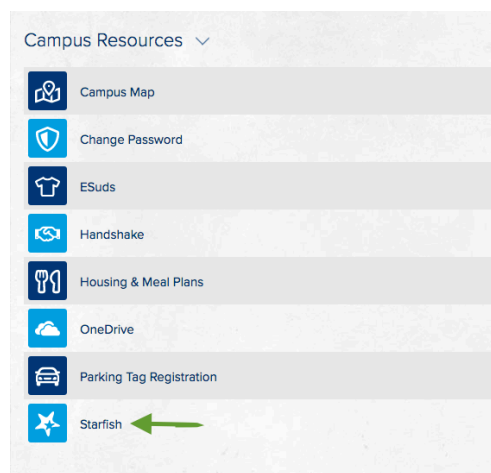 Campus Resources
Campus Map
Change Password
ESuds
Handshake
Housing & Meal Plans
OneDrive
Parking Tag Registration
Starfish